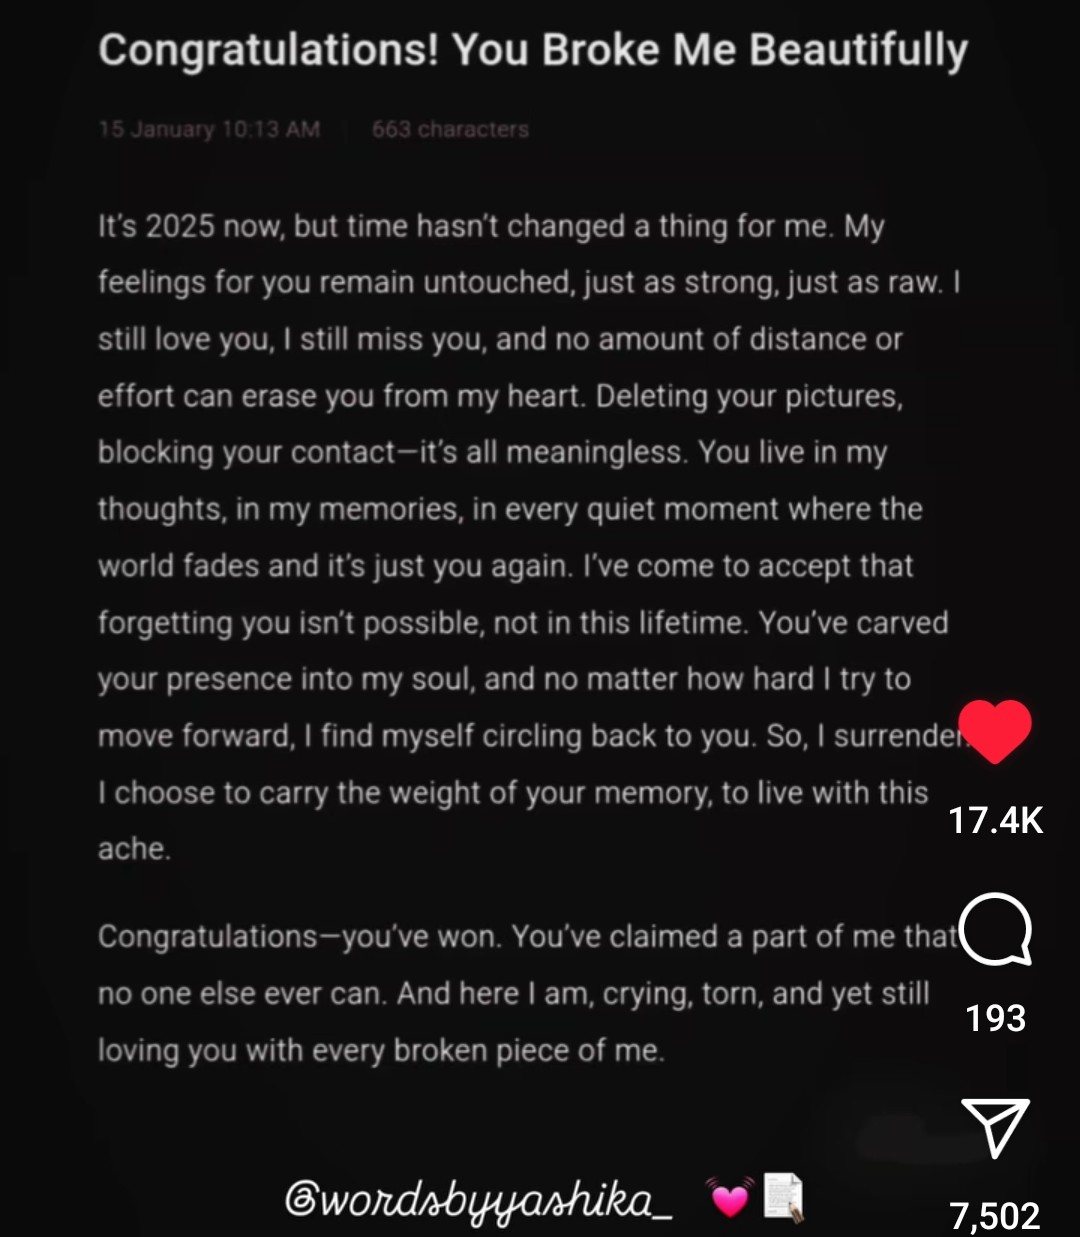 Congratulations! You Broke Me Beautifully
15 January 10:13 AM 663 characters
It's 2025 now, but time hasn't changed a thing for me. My
feelings for you remain untouched, just as strong, just as raw. I
still love you, I still miss you, and no amount of distance or
effort can erase you from my heart. Deleting your pictures,
blocking your contact—it's all meaningless. You live in my
thoughts, in my memories, in every quiet moment where the
world fades and it's just you again. I've come to accept that
forgetting you isn't possible, not in this lifetime. You've carved
your presence into my soul, and no matter how hard I try to
move forward, I find myself circling back to you. So, I surrender.
I choose to carry the weight of your memory, to live with this
ache.
Congratulations—you've won. You've claimed a part of me that
no one else ever can. And here I am, crying, torn, and yet still
loving you with every broken piece of me.
17.4K
193
7,502
@wordsbyyashika_